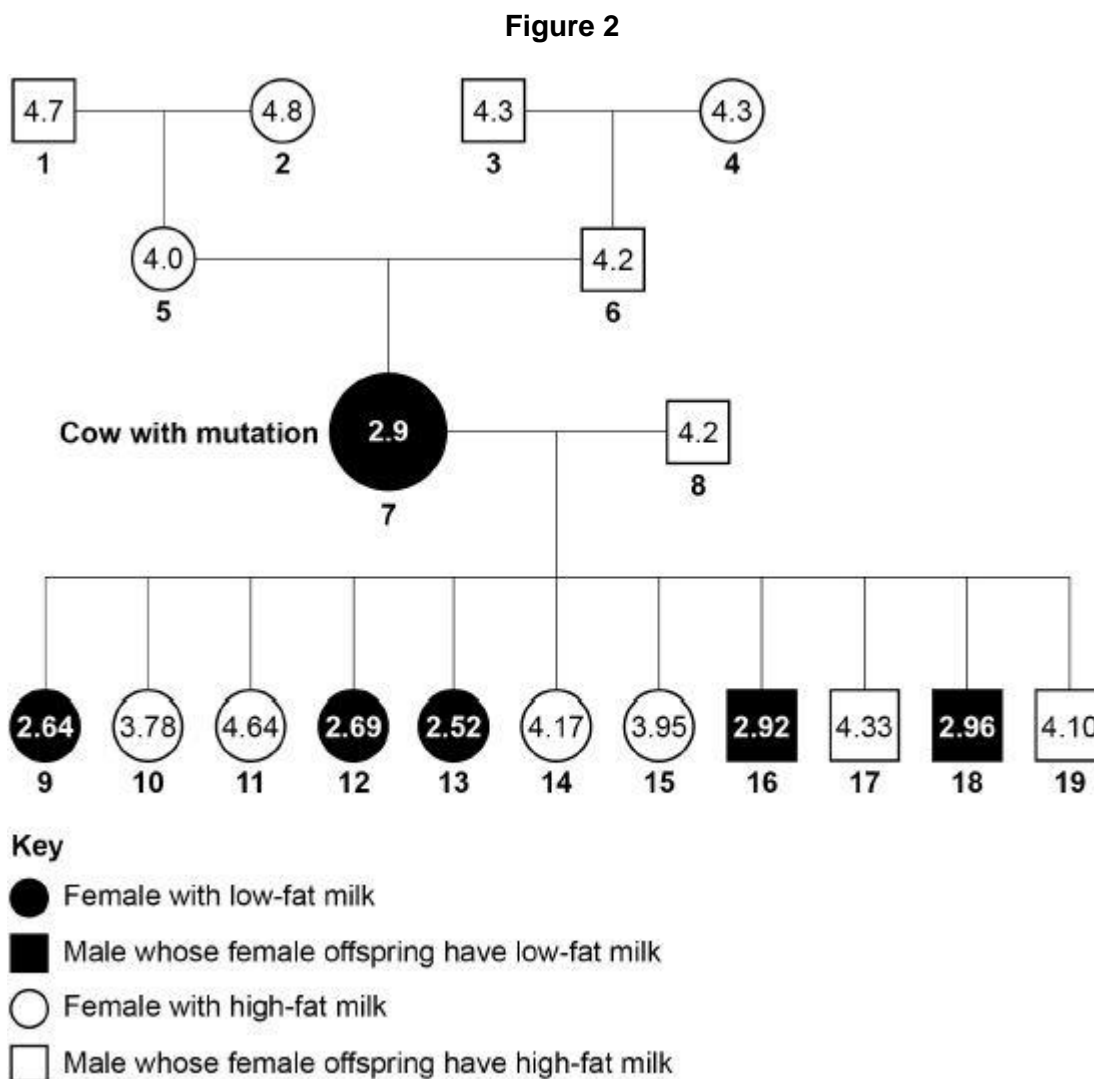 Figure 2
4.7 4.8 4.3 4.3
1 2 3 4
4.0 4.2
5 6
Cow with mutation 2.9 4.2
7 8
2.64 3.78 4.64 2.69 2.52 4.17 3.95 2.92 4.33 2.96 4.10
9 10 11 12 13 14 15 16 17 18 19
Key
Female with low-fat milk
Male whose female offspring have low-fat milk
Female with high-fat milk
Male whose female offspring have high-fat milk